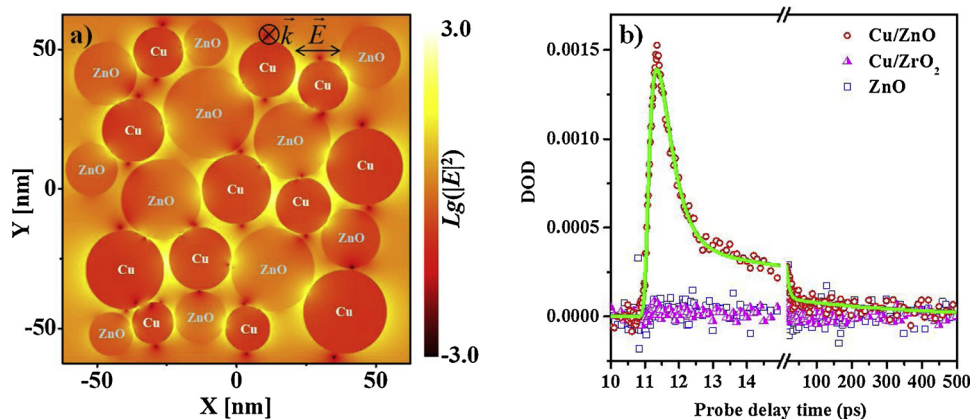 a)
k E
3.0
Lg(|E|²)
-3.0
50
0
-50
Y [nm]
-50 0 50
X [nm]
Cu
ZnO
Cu
ZnO
ZnO
Cu
ZnO
Cu
ZnO
Cu
ZnO
Cu
Cu
ZnO
Cu
ZnO
Cu
Cu
ZnO
Cu
ZnO
Cu
ZnO
Cu
b)
Cu/ZnO
Cu/ZrO₂
ZnO
DOD
0.0015
0.0010
0.0005
0.0000
10 11 12 13 14 100 200 300 400 500
Probe delay time (ps)